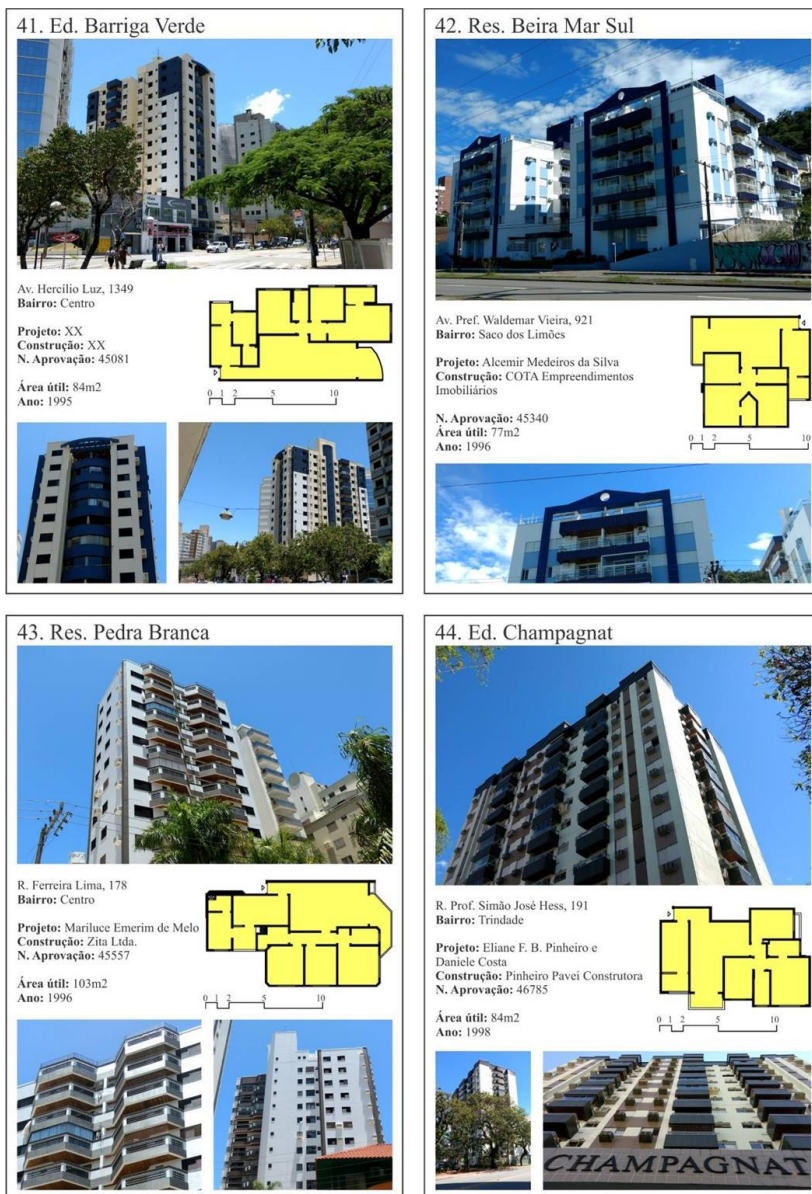 41. Ed. Barriga Verde
Av. Hercílio Luz, 1349
Bairro: Centro
Projeto: XX
Construção: XX
N. Aprovação: 45081
Área útil: 84m2
Ano: 1995
0 1 2 5 10
42. Res. Beira Mar Sul
Av. Pref. Waldemar Vieira, 921
Bairro: Saco dos Limões
Projeto: Alcemir Medeiros da Silva
Construção: COTA Empreendimentos
Imobiliários
N. Aprovação: 45340
Área útil: 77m2
Ano: 1996
0 1 2 5 10
43. Res. Pedra Branca
R. Ferreira Lima, 178
Bairro: Centro
Projeto: Mariluce Emerim de Melo
Construção: Zita Ltda.
N. Aprovação: 45557
Área útil: 103m2
Ano: 1996
0 1 2 5 10
44. Ed. Champagnat
R. Prof. Simão José Hess, 191
Bairro: Trindade
Projeto: Eliane F. B. Pinheiro e
Daniele Costa
Construção: Pinheiro Pavei Construtora
N. Aprovação: 46785
Área útil: 84m2
Ano: 1998
0 1 2 5 10
CHAMPAGNAT